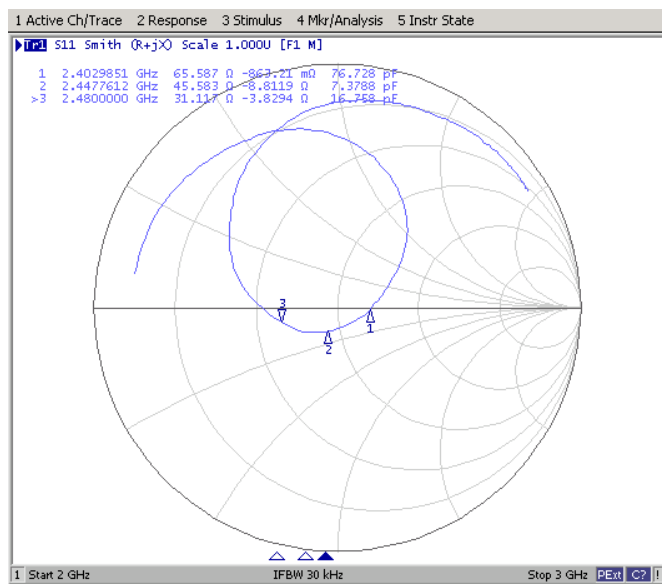 1 Active Ch/Trace 2 Response 3 Stimulus 4 Mkr/Analysis 5 Instr State
Tr1 S11 Smith (R+jX) Scale 1.000U [F1 M]
1 2.4029851 GHz 65.587 Ω -863.21 mΩ 76.728 pF
2 2.4477612 GHz 45.583 Ω -8.8119 Ω 7.3788 pF
>3 2.4800000 GHz 31.117 Ω -3.8294 Ω 16.758 pF
3
1
2
1 Start 2 GHz IFBW 30 kHz Stop 3 GHz PExt C? !